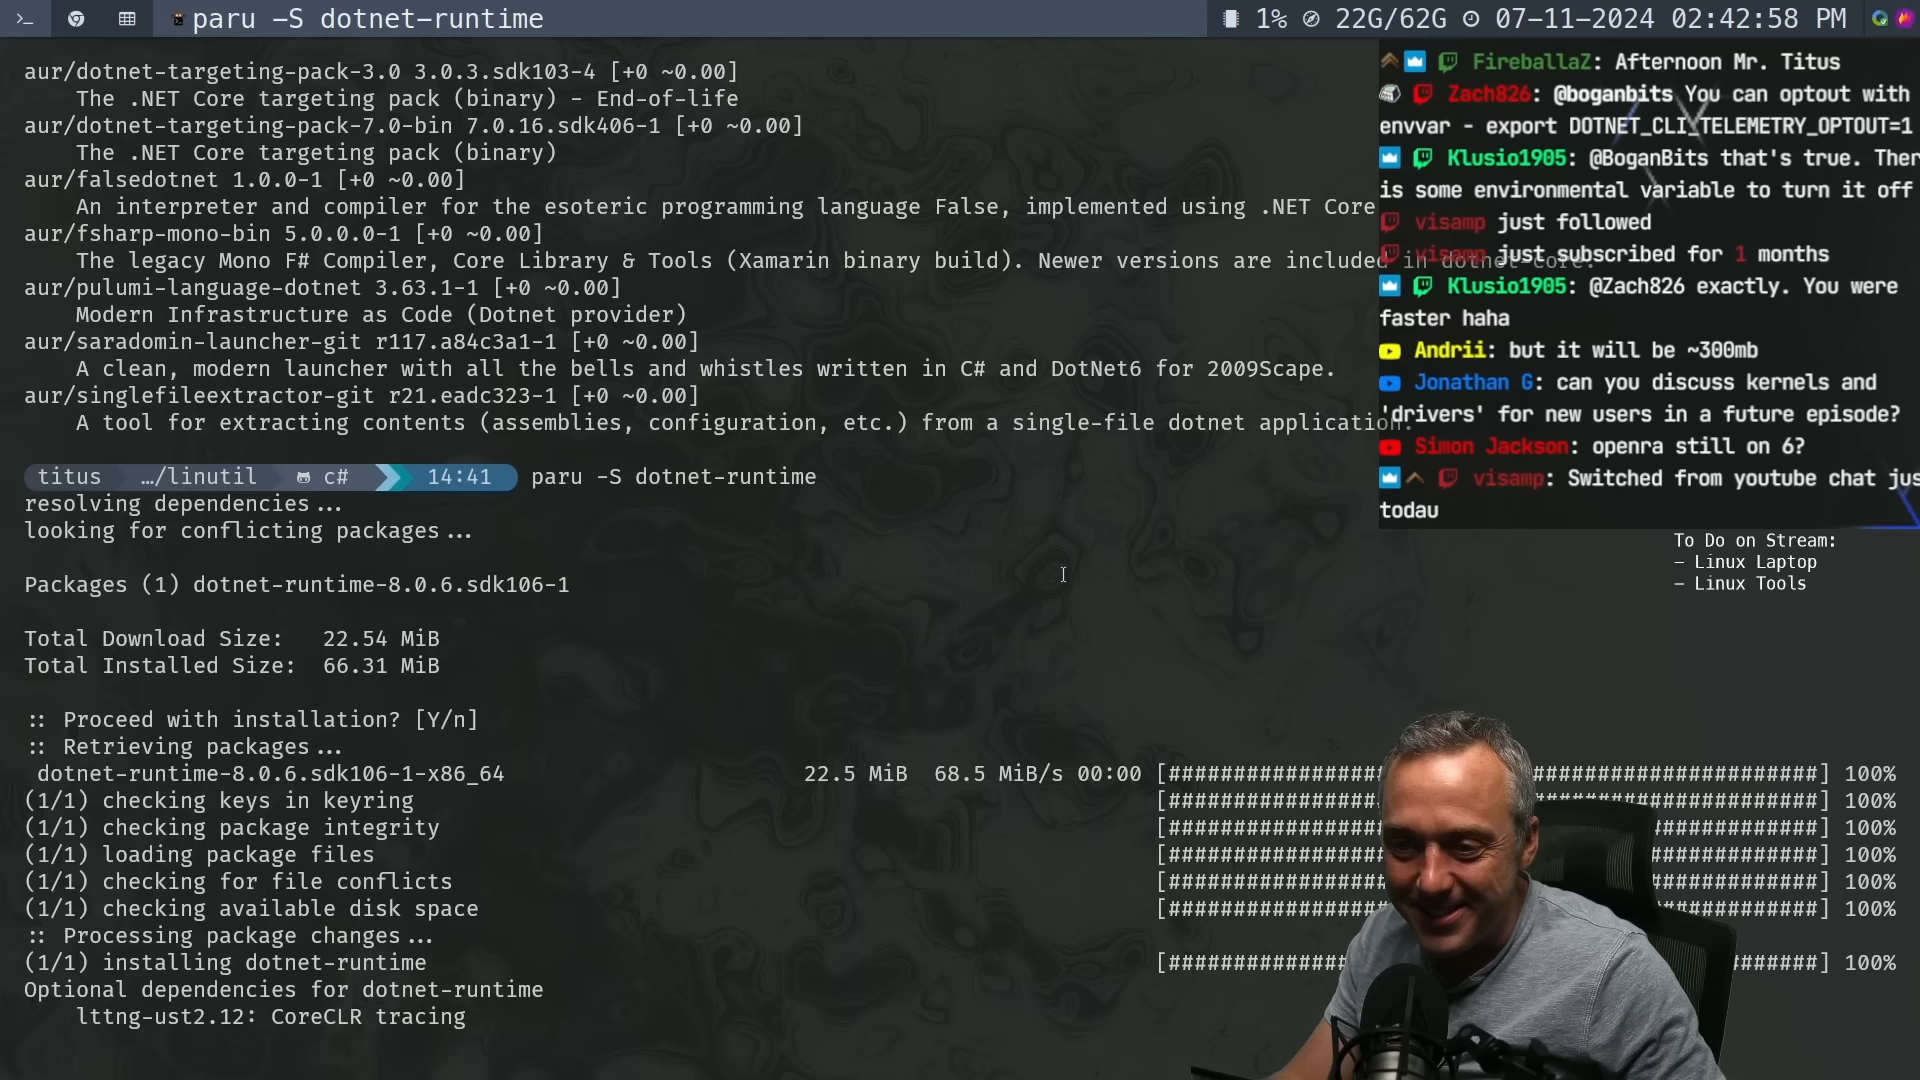 paru -S dotnet-runtime
1% 22G/62G 07-11-2024 02:42:58 PM
aur/dotnet-targeting-pack-3.0 3.0.3.sdk103-4 [+0 ~0.00]
The .NET Core targeting pack (binary) - End-of-life
aur/dotnet-targeting-pack-7.0-bin 7.0.16.sdk406-1 [+0 ~0.00]
The .NET Core targeting pack (binary)
aur/falsedotnet 1.0.0-1 [+0 ~0.00]
An interpreter and compiler for the esoteric programming language False, implemented using .NET Core
aur/fsharp-mono-bin 5.0.0.0-1 [+0 ~0.00]
The legacy Mono F# Compiler, Core Library & Tools (Xamarin binary build). Newer versions are included in dotnet-core.
aur/pulumi-language-dotnet 3.63.1-1 [+0 ~0.00]
Modern Infrastructure as Code (Dotnet provider)
aur/saradomin-launcher-git r117.a84c3a1-1 [+0 ~0.00]
A clean, modern launcher with all the bells and whistles written in C# and DotNet6 for 2009Scape.
aur/singlefileextractor-git r21.eadc323-1 [+0 ~0.00]
A tool for extracting contents (assemblies, configuration, etc.) from a single-file dotnet application.
titus …/linutil c# 14:41 paru -S dotnet-runtime
resolving dependencies...
looking for conflicting packages...
Packages (1) dotnet-runtime-8.0.6.sdk106-1
Total Download Size: 22.54 MiB
Total Installed Size: 66.31 MiB
:: Proceed with installation? [Y/n]
:: Retrieving packages...
dotnet-runtime-8.0.6.sdk106-1-x86_64 22.5 MiB 68.5 MiB/s 00:00 [################# ######################] 100%
(1/1) checking keys in keyring [################# ######################] 100%
(1/1) checking package integrity [################# #############] 100%
(1/1) loading package files [################# #############] 100%
(1/1) checking for file conflicts [################# #############] 100%
(1/1) checking available disk space [################# #############] 100%
:: Processing package changes...
(1/1) installing dotnet-runtime [############## #######] 100%
Optional dependencies for dotnet-runtime
lttng-ust2.12: CoreCLR tracing
FireballaZ: Afternoon Mr. Titus
Zach826: @boganbits You can optout with
envvar - export DOTNET_CLI_TELEMETRY_OPTOUT=1
Klusio1905: @BoganBits that's true. Ther
is some environmental variable to turn it off
visamp just followed
visamp just subscribed for 1 months
Klusio1905: @Zach826 exactly. You were
faster haha
Andrii: but it will be ~300mb
Jonathan G: can you discuss kernels and
'drivers' for new users in a future episode?
Simon Jackson: openra still on 6?
visamp: Switched from youtube chat jus
todau
To Do on Stream:
- Linux Laptop
- Linux Tools